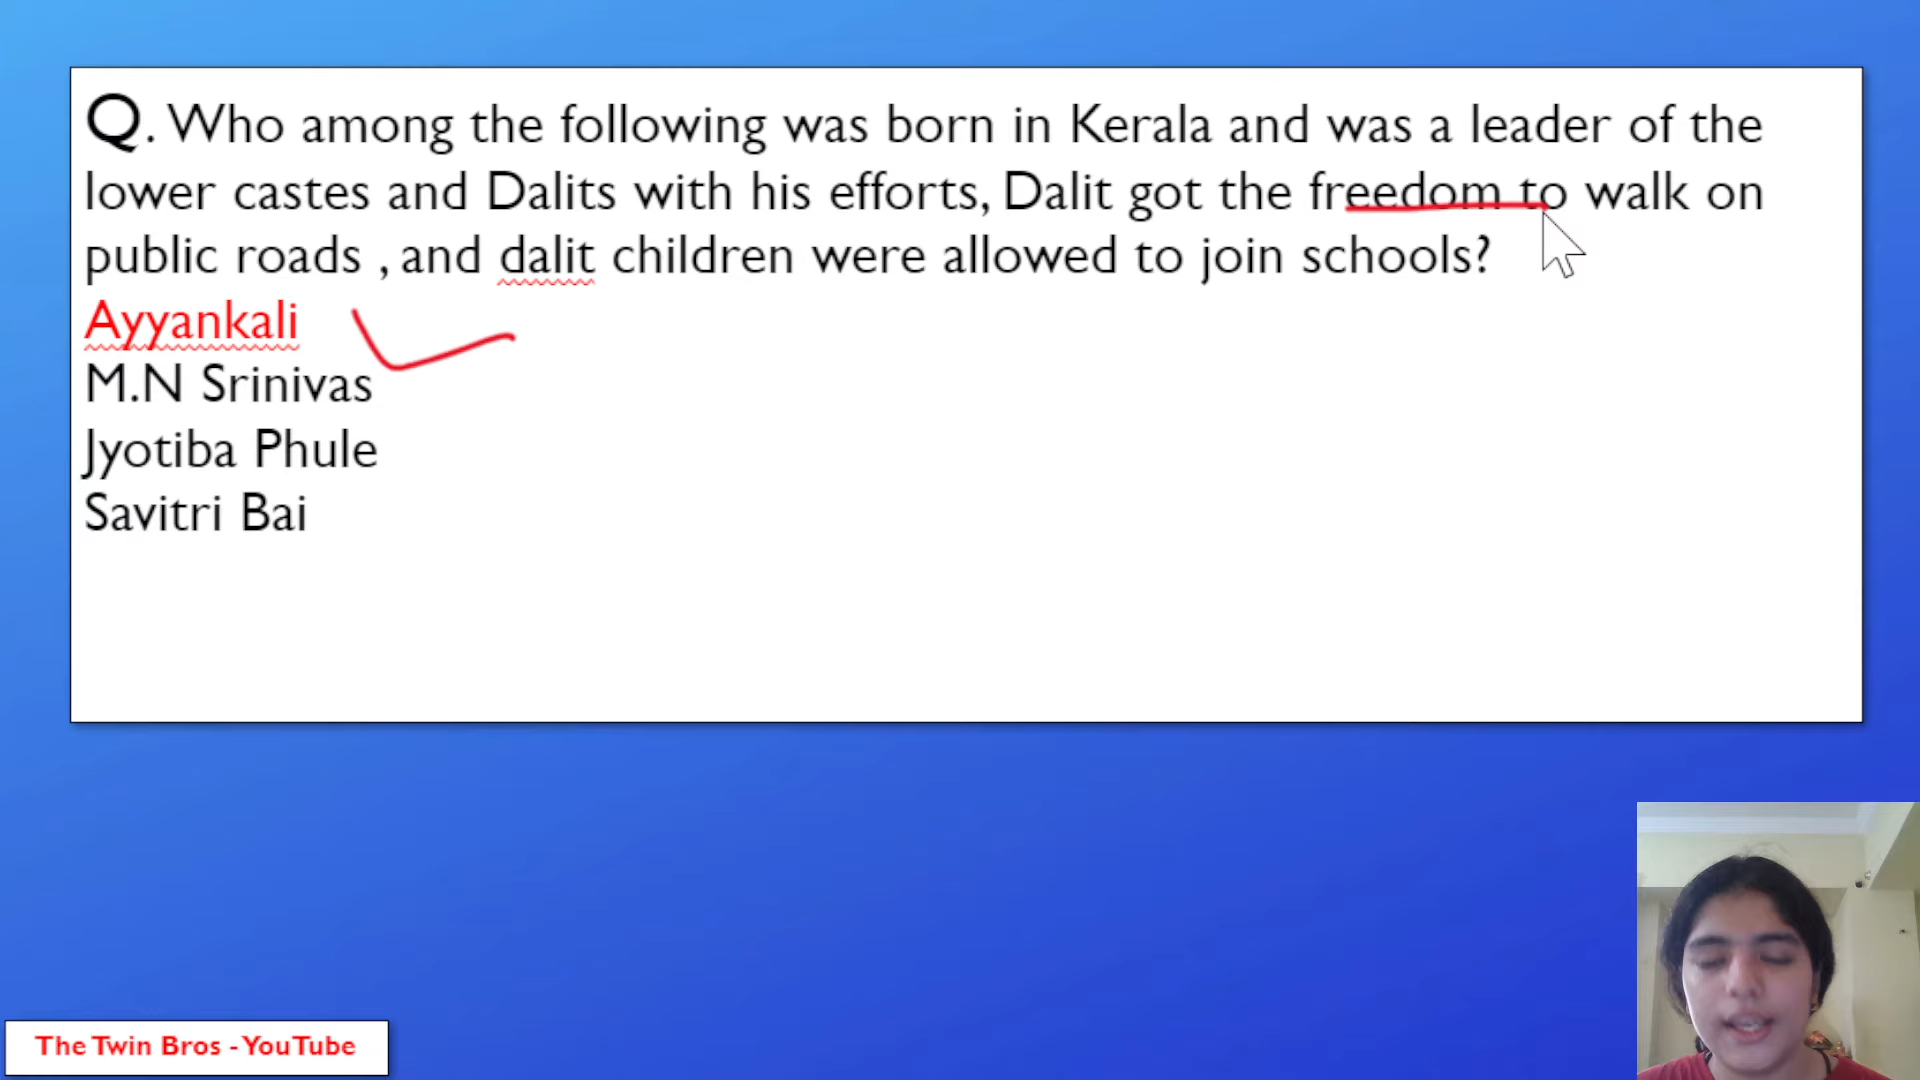 Q. Who among the following was born in Kerala and was a leader of the
lower castes and Dalits with his efforts, Dalit got the freedom to walk on
public roads , and dalit children were allowed to join schools?
Ayyankali
M.N Srinivas
Jyotiba Phule
Savitri Bai
The Twin Bros - YouTube